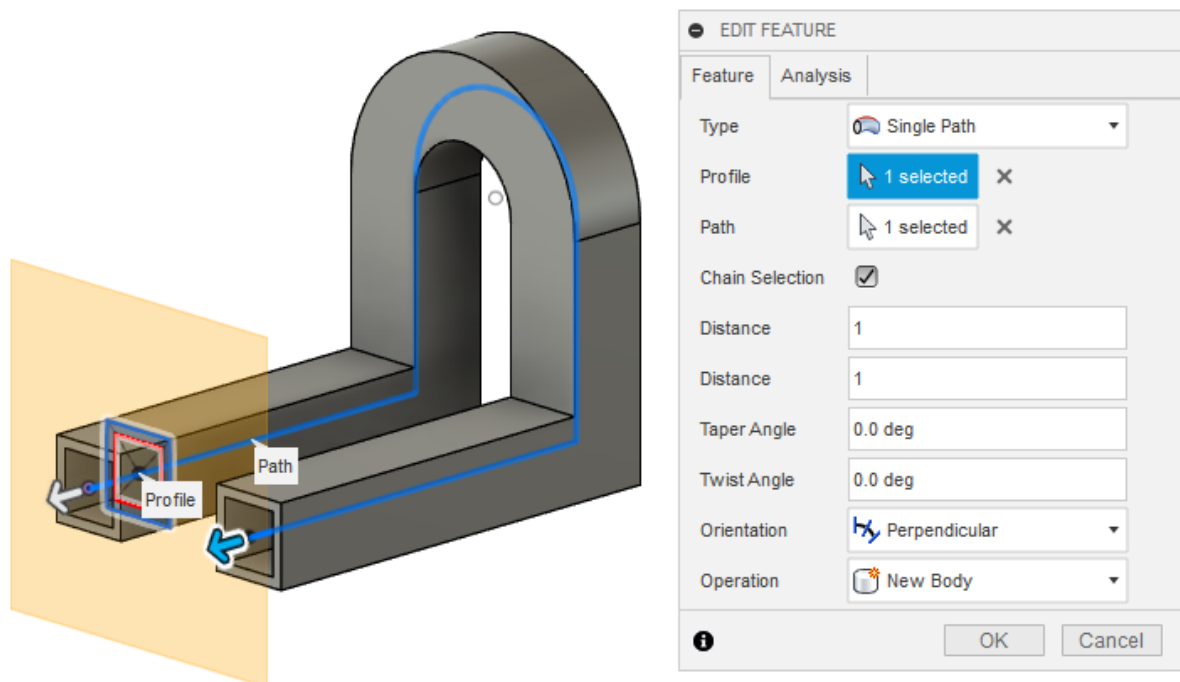 EDIT FEATURE
Feature Analysis
Type Single Path
Profile 1 selected
Path 1 selected
Chain Selection
Distance 1
Distance 1
Taper Angle 0.0 deg
Twist Angle 0.0 deg
Orientation Perpendicular
Operation New Body
OK Cancel
Path
Profile